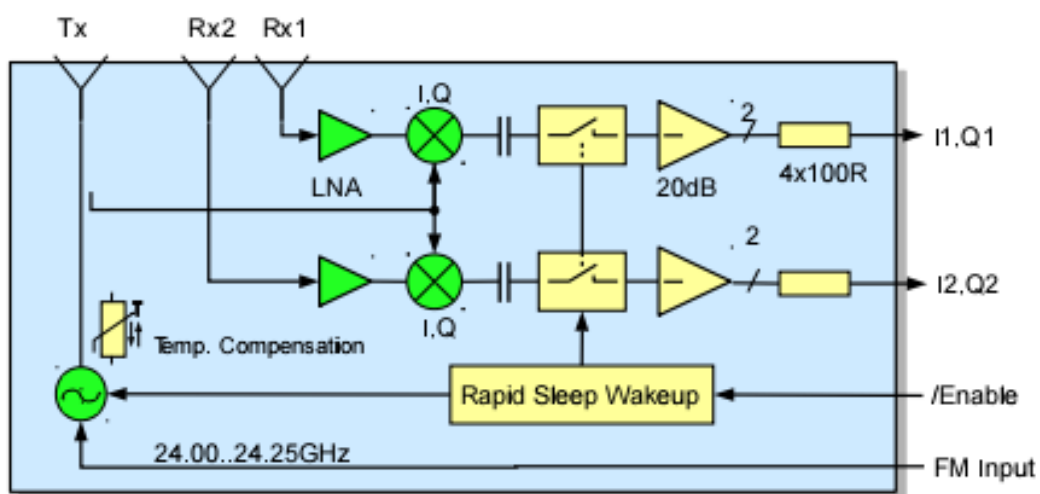 Tx Rx2 Rx1
I,Q
2
I1,Q1
LNA
20dB
4x100R
2
I2,Q2
I,Q
Temp. Compensation
Rapid Sleep Wakeup
/Enable
24.00..24.25GHz
FM Input